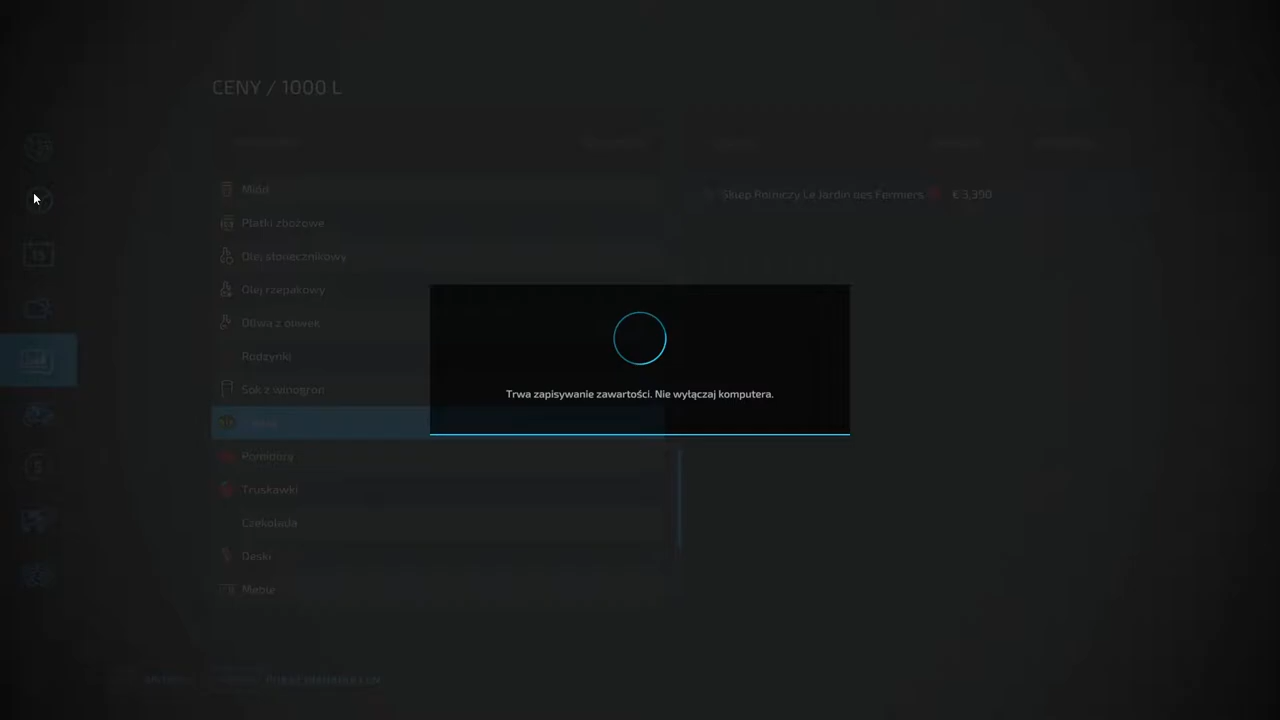 CENY / 1000 L
Miód
Płatki zbożowe
Sklep Rolniczy Le Jardin des Fermiers
€ 3,390
Olej słonecznikowy
Olej rzepakowy
Oliwa z oliwek
Rodzynki
Sok z winogron
Trwa zapisywanie zawartości. Nie wyłączaj komputera.
Pomidory
Truskawki
Czekolada
Deski
Meble